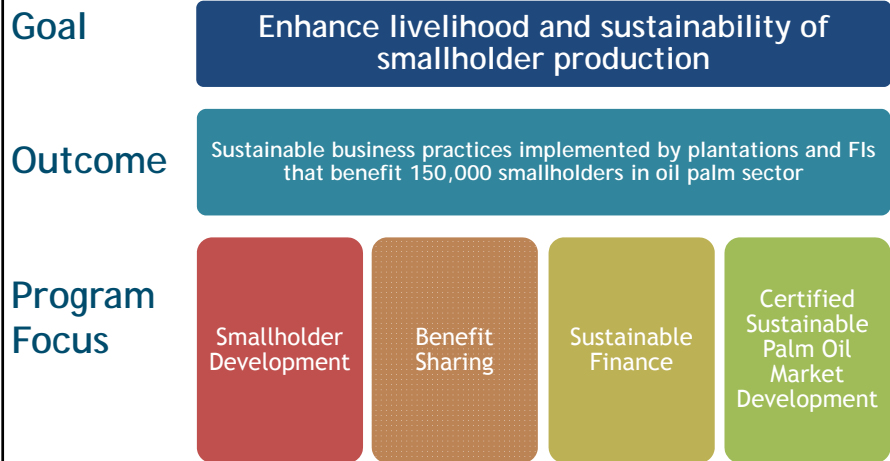 Goal
Enhance livelihood and sustainability of
smallholder production
Outcome
Sustainable business practices implemented by plantations and FIs
that benefit 150,000 smallholders in oil palm sector
Program
Focus
Smallholder
Development
Benefit
Sharing
Sustainable
Finance
Certified
Sustainable
Palm Oil
Market
Development